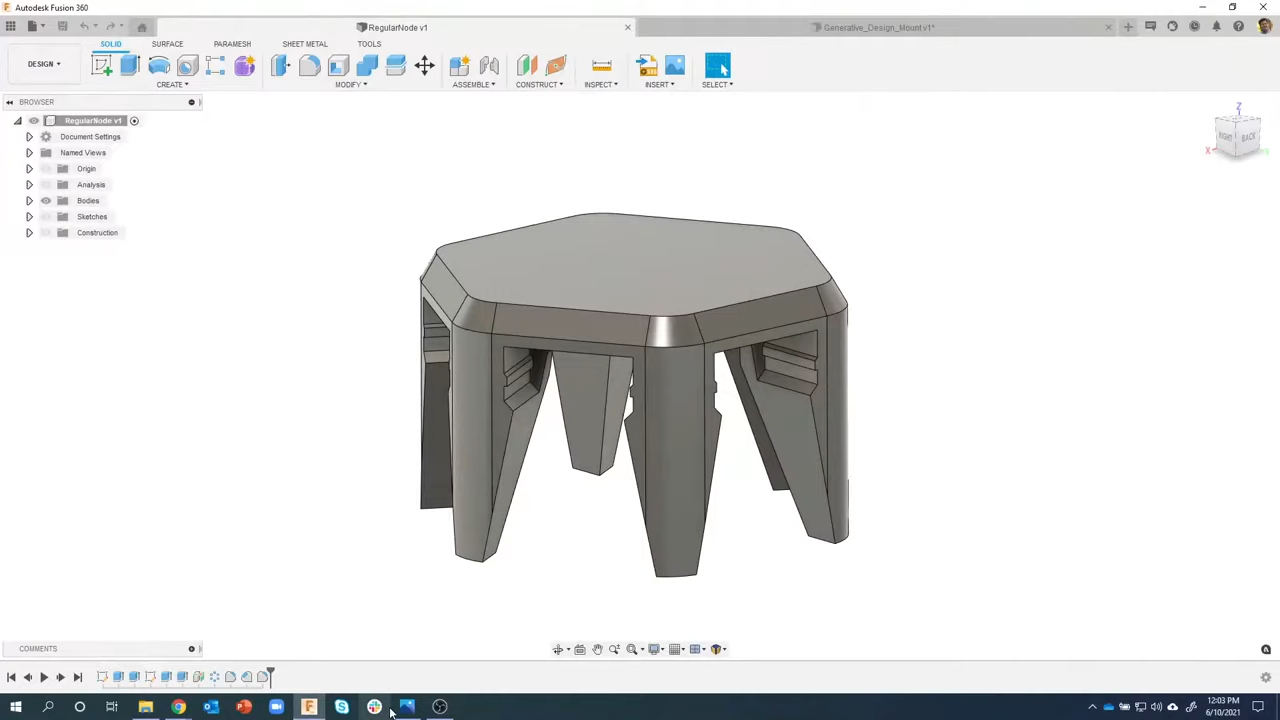 Autodesk Fusion 360
RegularNode v1
Generative_Design_Mount v1*
DESIGN
SOLID
SURFACE
PARAMESH
SHEET METAL
TOOLS
CREATE
MODIFY
ASSEMBLE
CONSTRUCT
INSPECT
INSERT
SELECT
BROWSER
RegularNode v1
Document Settings
Named Views
Origin
Analysis
Bodies
Sketches
Construction
Z
RIGHT
BACK
X
COMMENTS
12:03 PM
6/10/2021